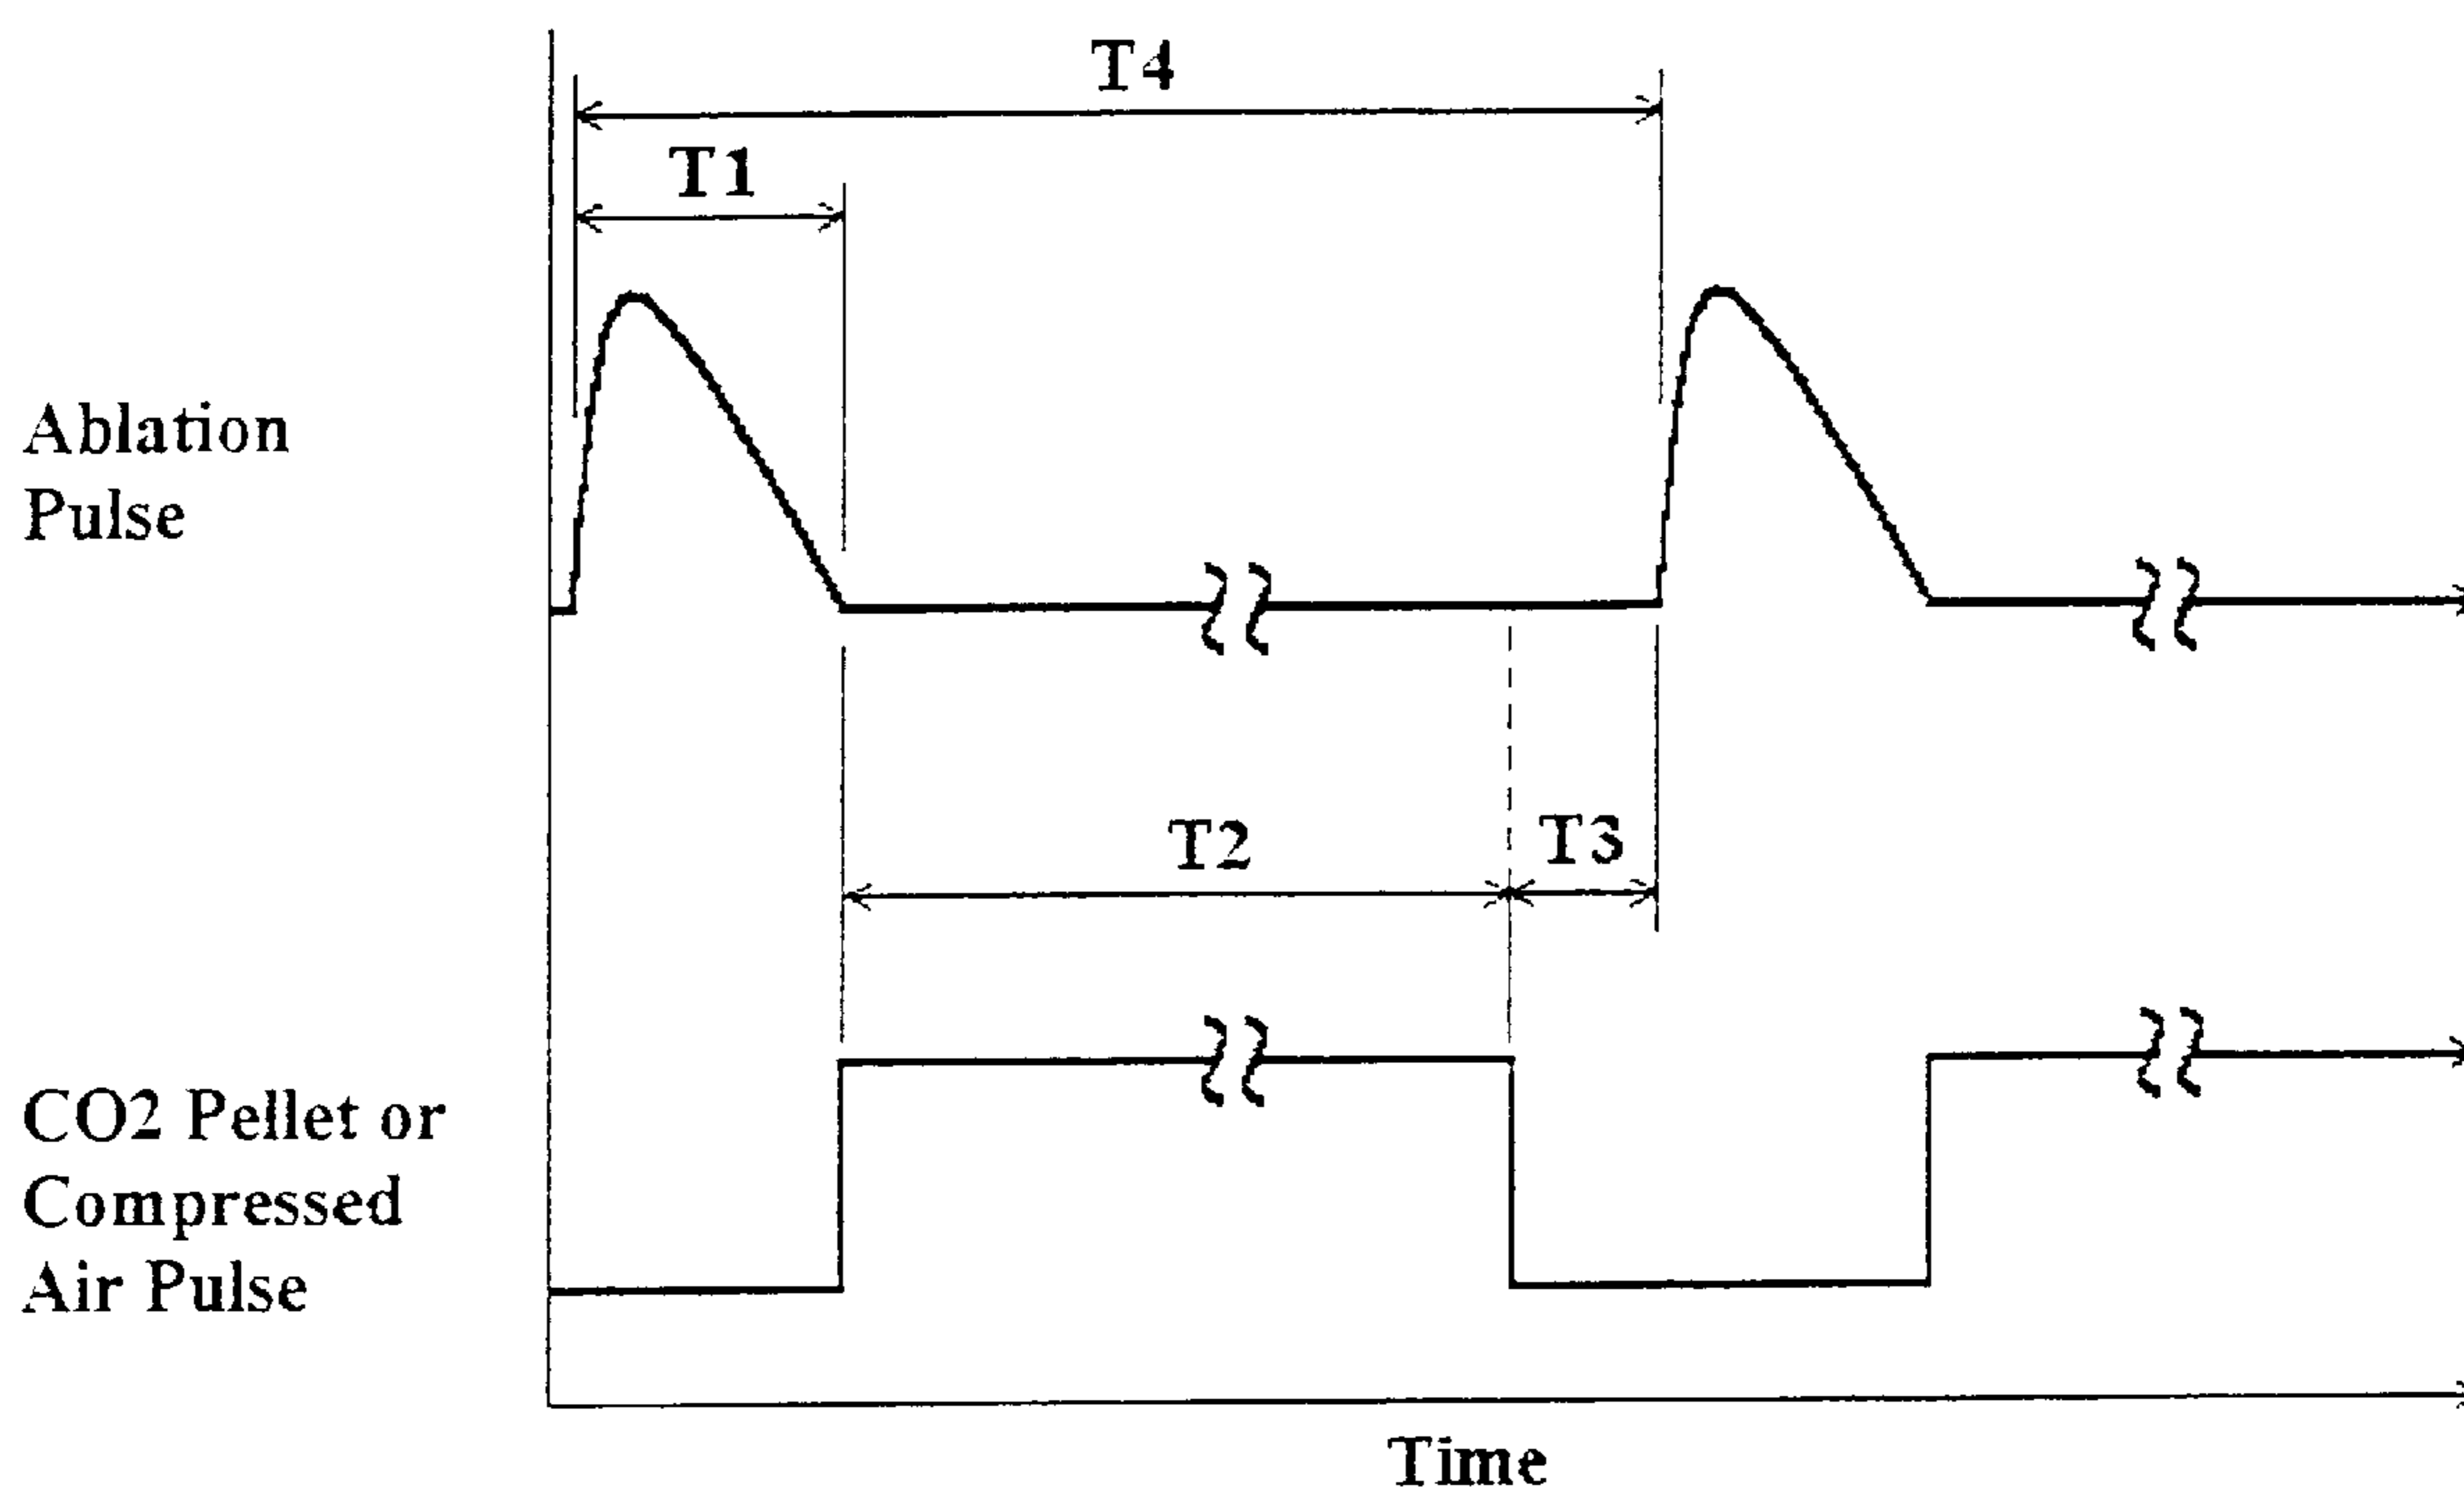 T4
T1
Ablation
Pulse
T2
T3
CO2 Pellet or
Compressed
Air Pulse
Time